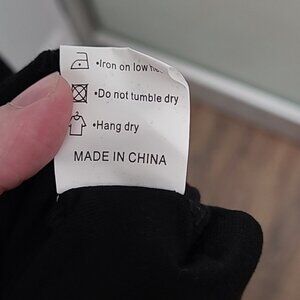 •Iron on low
•Do not tumble dry
•Hang dry
MADE IN CHINA